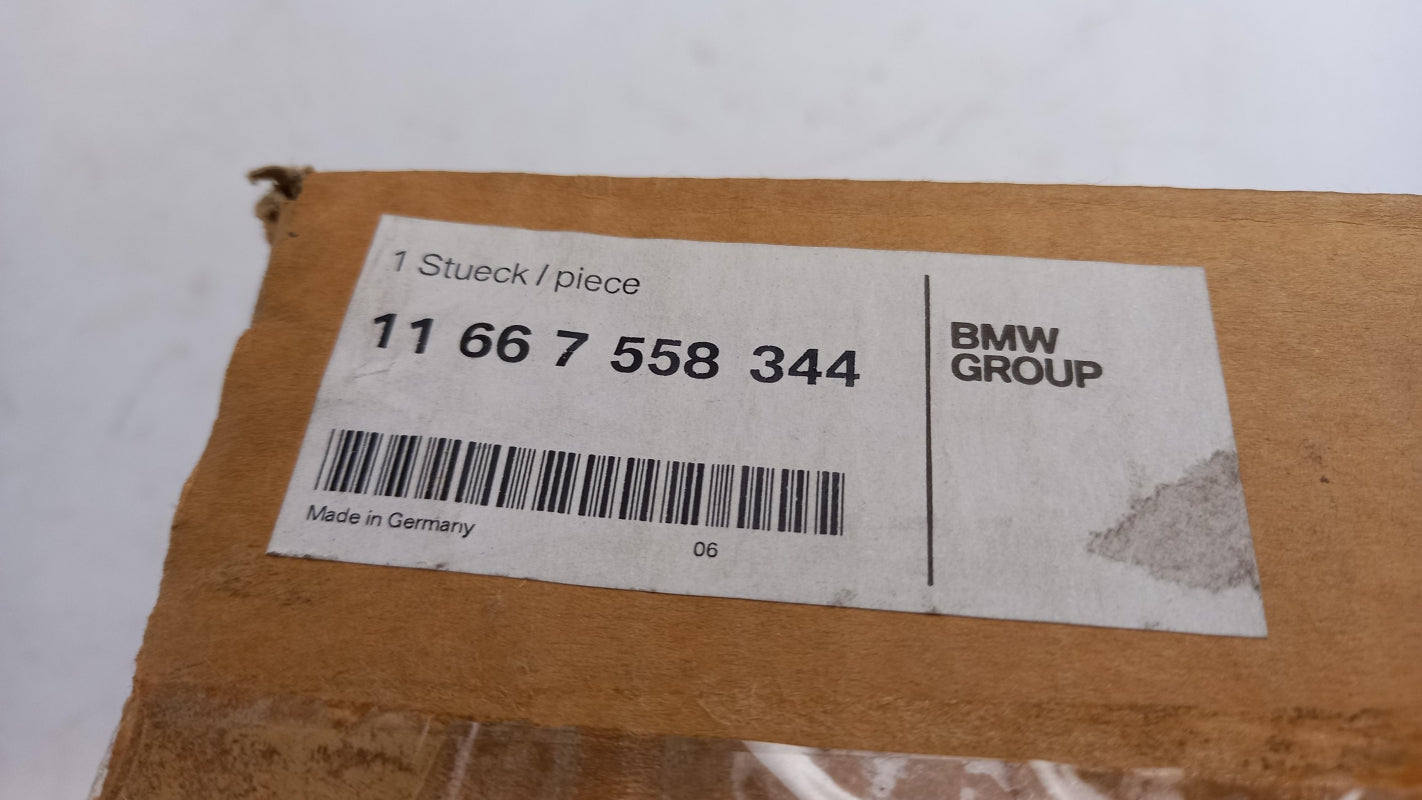 1 Stueck / piece
11 66 7 558 344
Made in Germany
06
BMW
GROUP